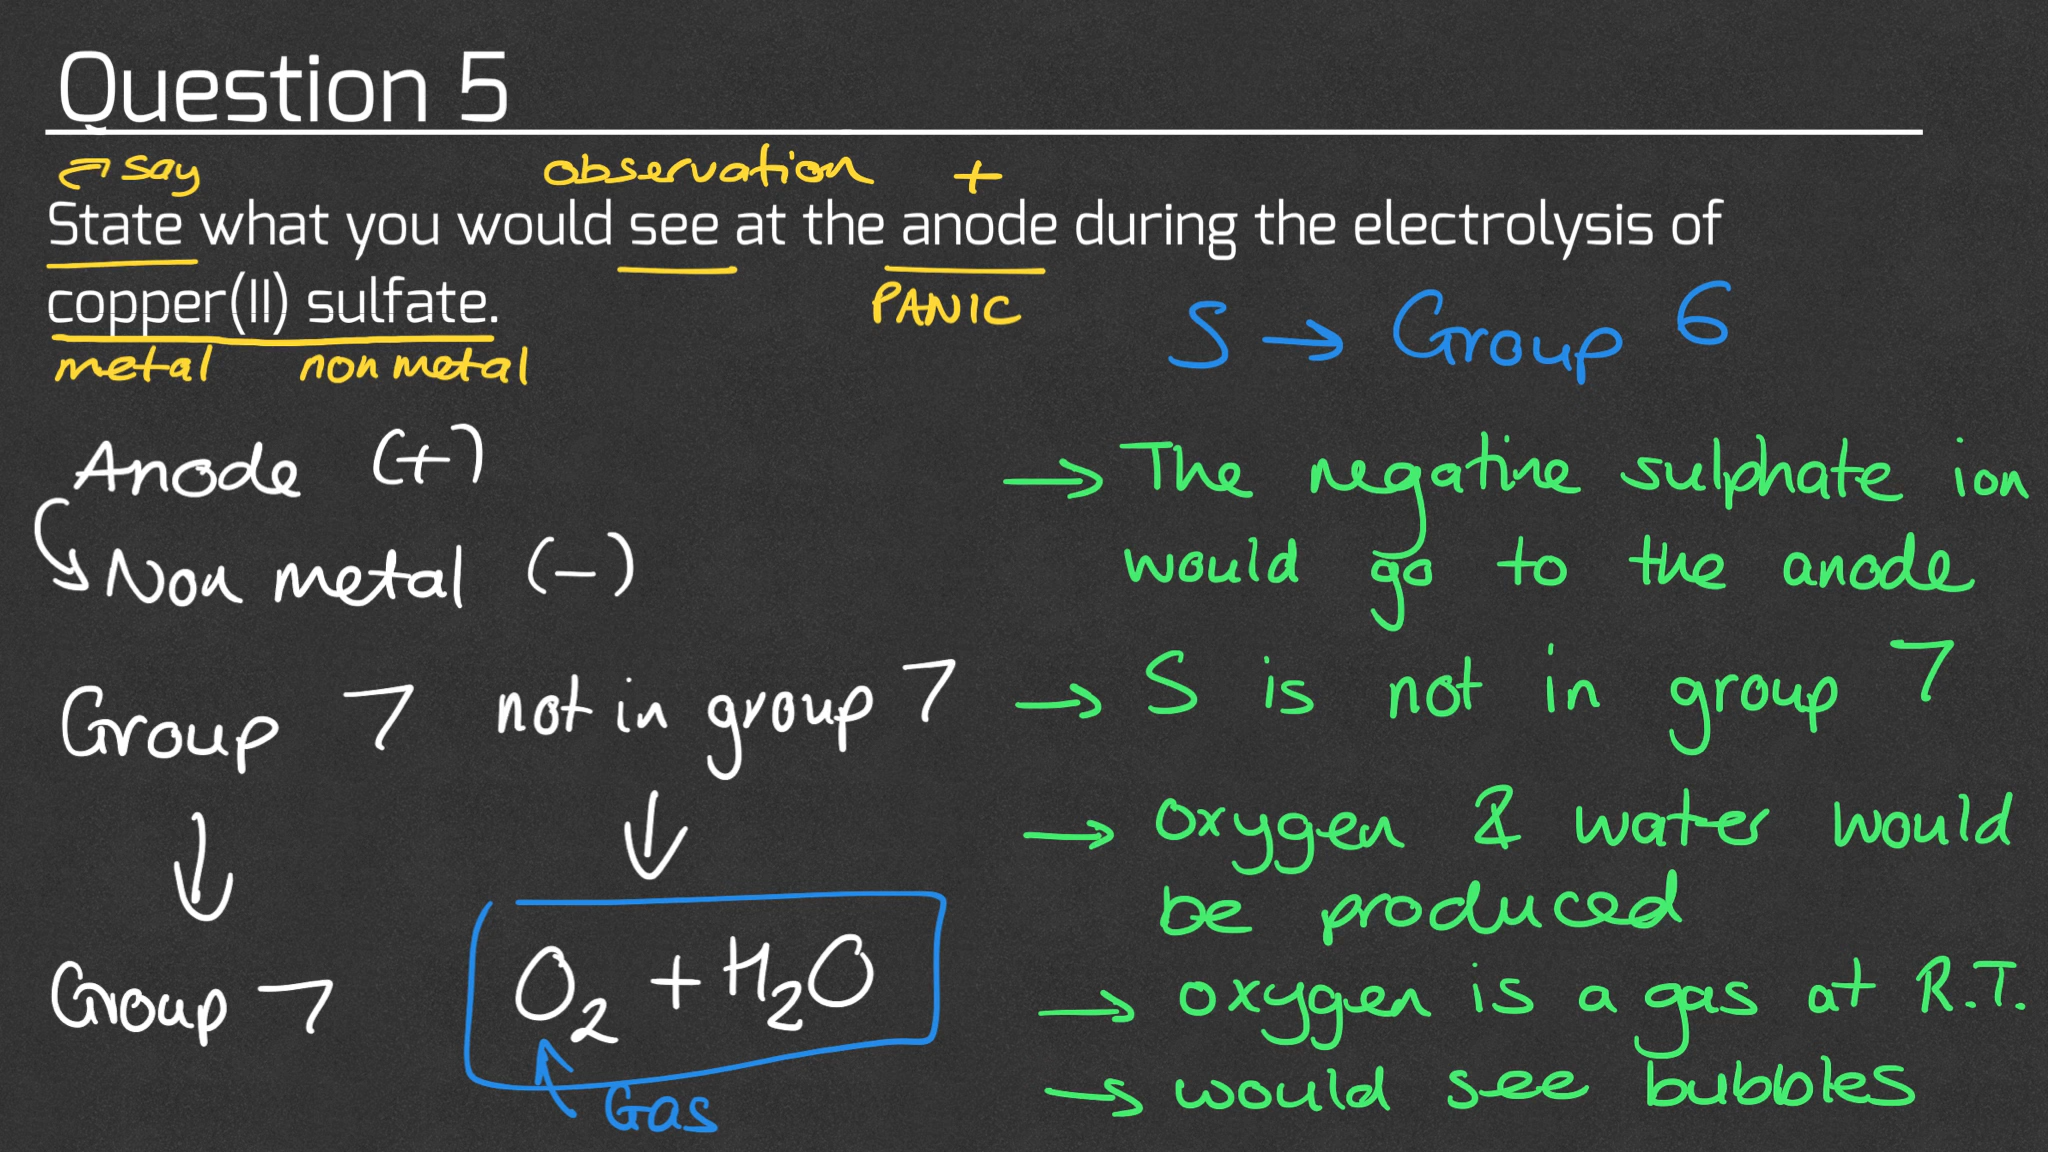 Question 5
say observation +
State what you would see at the anode during the electrolysis of
PANIC
copper(II) sulfate.
metal non metal
S → Group 6
Anode (+)
Non metal (-)
Group 7 not in group 7
↓ ↓
Group 7 O₂ + H₂O
Gas
→ The negative sulphate ion
would go to the anode
→ S is not in group 7
→ oxygen & water would
be produced
→ oxygen is a gas at R.T.
→ would see bubbles